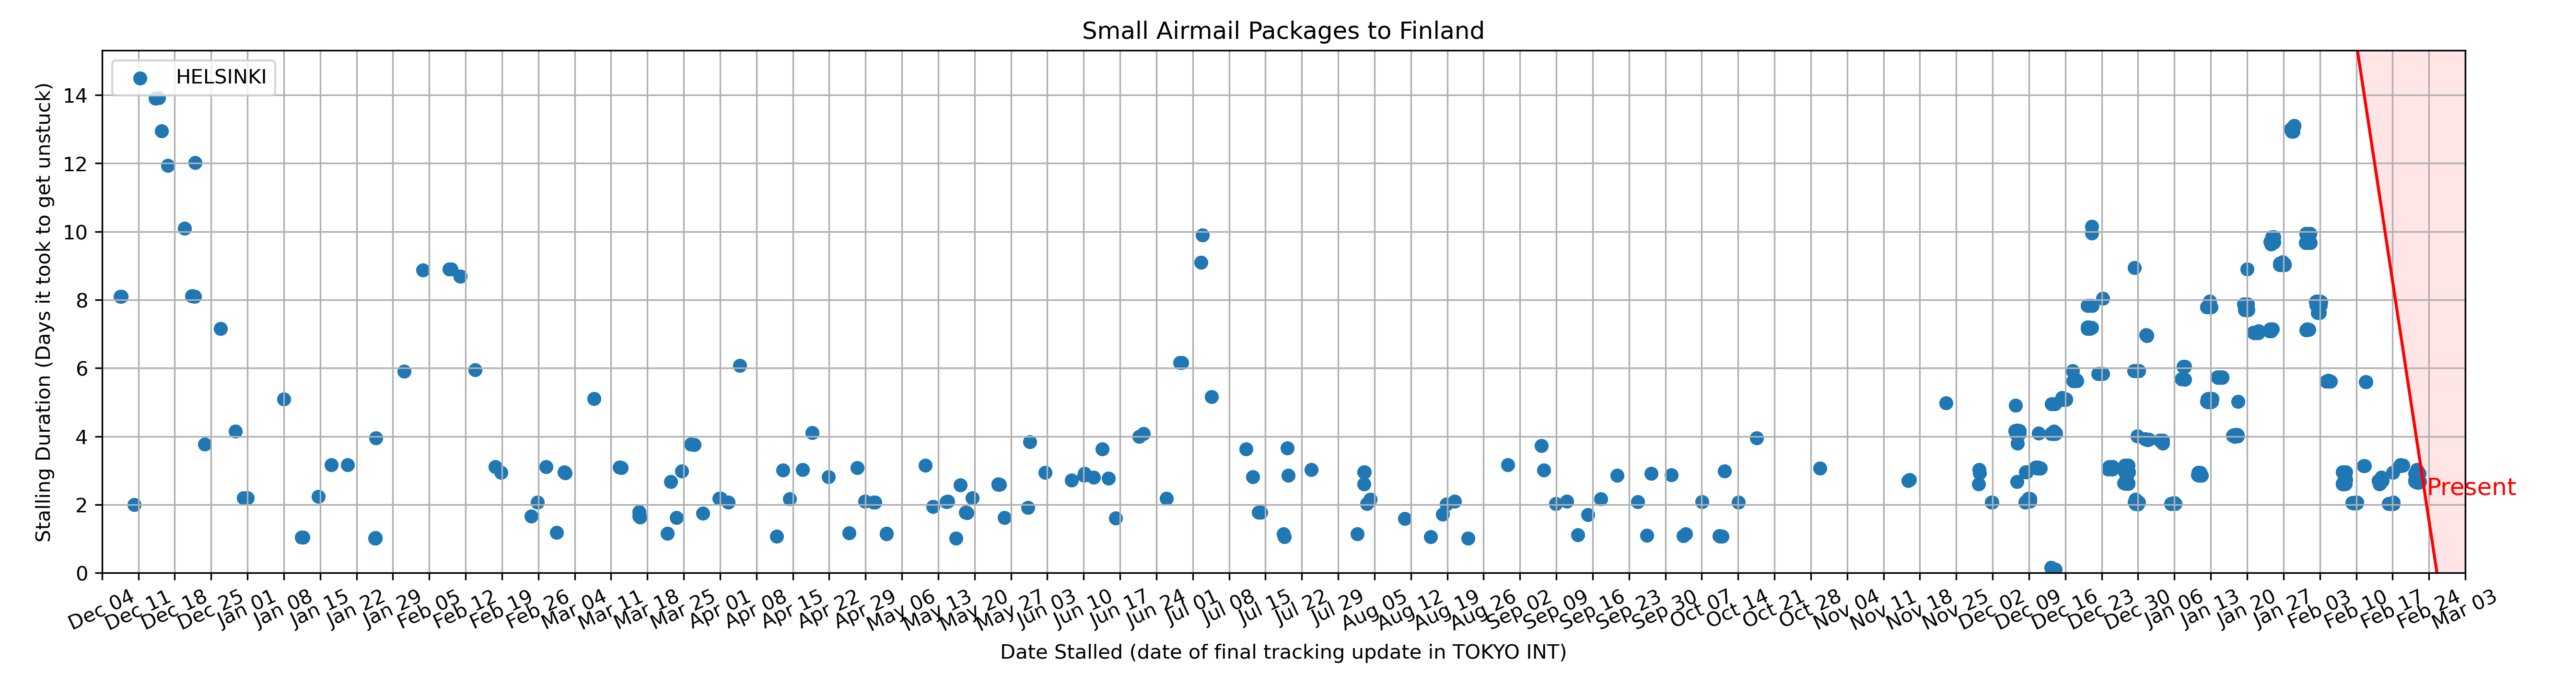 Small Airmail Packages to Finland
HELSINKI
Stalling Duration (Days it took to get unstuck)
14
12
10
8
6
4
2
0
Present
Dec 04
Dec 11
Dec 18
Dec 25
Jan 01
Jan 08
Jan 15
Jan 22
Jan 29
Feb 05
Feb 12
Feb 19
Feb 26
Mar 04
Mar 11
Mar 18
Mar 25
Apr 01
Apr 08
Apr 15
Apr 22
Apr 29
May 06
May 13
May 20
May 27
Jun 03
Jun 10
Jun 17
Jun 24
Jul 01
Jul 08
Jul 15
Jul 22
Jul 29
Aug 05
Aug 12
Aug 19
Aug 26
Sep 02
Sep 09
Sep 16
Sep 23
Sep 30
Oct 07
Oct 14
Oct 21
Oct 28
Nov 04
Nov 11
Nov 18
Nov 25
Dec 02
Dec 09
Dec 16
Dec 23
Dec 30
Jan 06
Jan 13
Jan 20
Jan 27
Feb 03
Feb 10
Feb 17
Feb 24
Mar 03
Date Stalled (date of final tracking update in TOKYO INT)